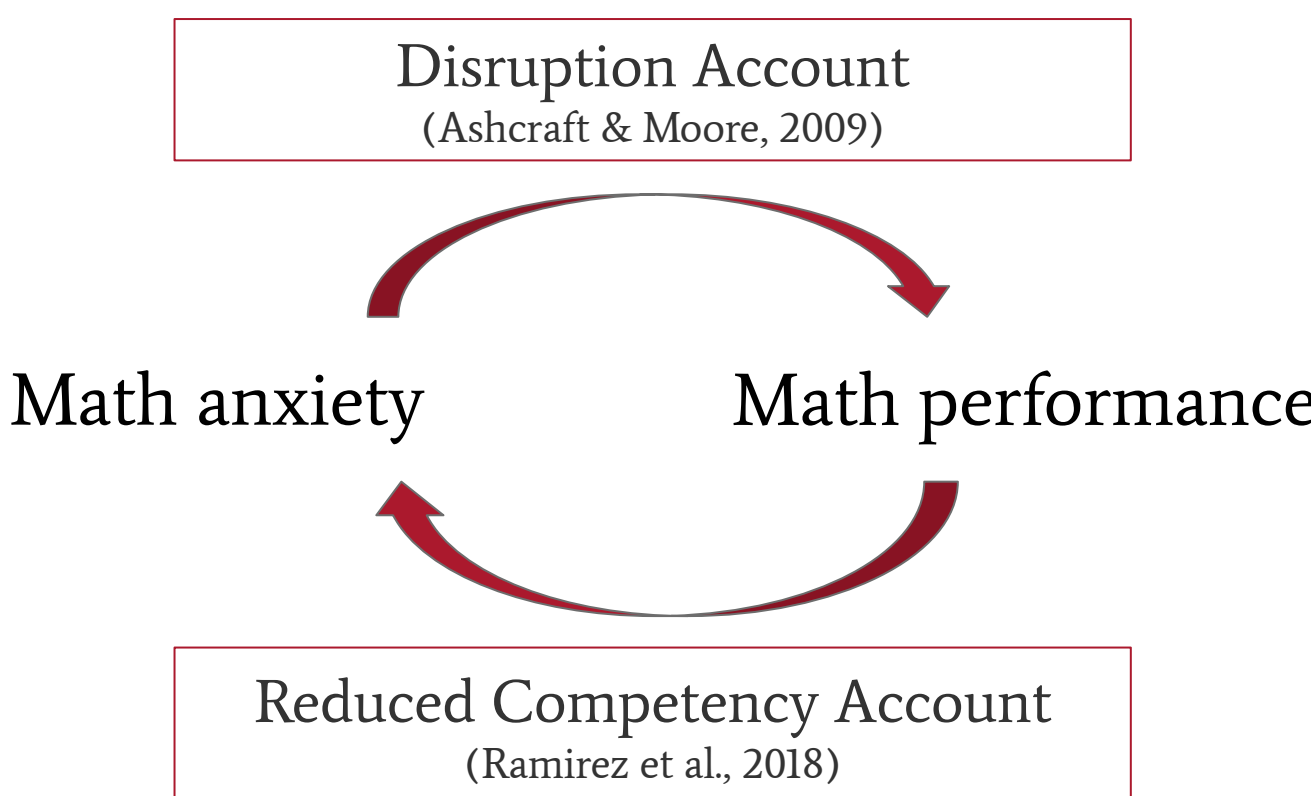 Disruption Account
(Ashcraft & Moore, 2009)
Math anxiety
Math performance
Reduced Competency Account
(Ramirez et al., 2018)